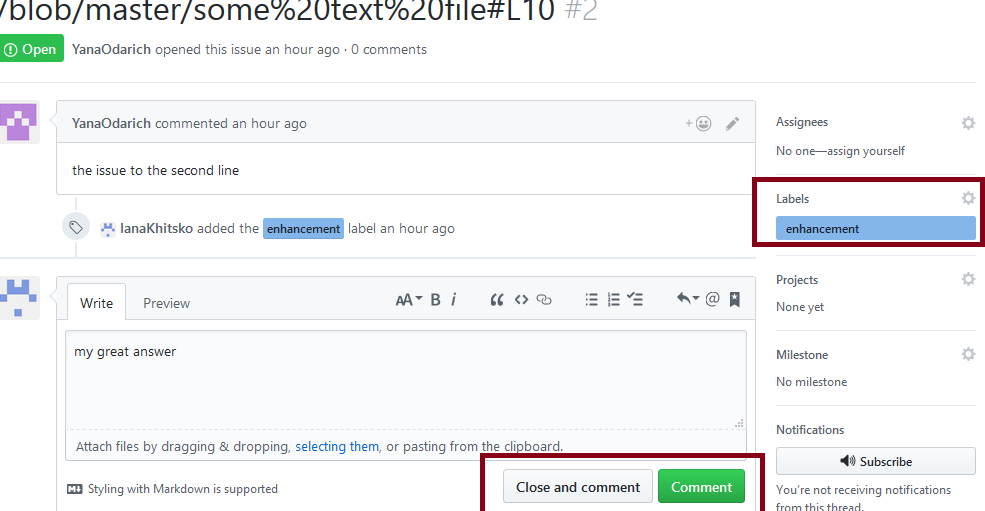 /blob/master/some%20text%20file#L10 #2
Open YanaOdarich opened this issue an hour ago · 0 comments
YanaOdarich commented an hour ago
the issue to the second line
IanaKhitsko added the enhancement label an hour ago
Write Preview AA B i
my great answer
Attach files by dragging & dropping, selecting them, or pasting from the clipboard.
Styling with Markdown is supported
Close and comment Comment
Assignees
No one—assign yourself
Labels
enhancement
Projects
None yet
Milestone
No milestone
Notifications
Subscribe
You're not receiving notifications
from this thread.